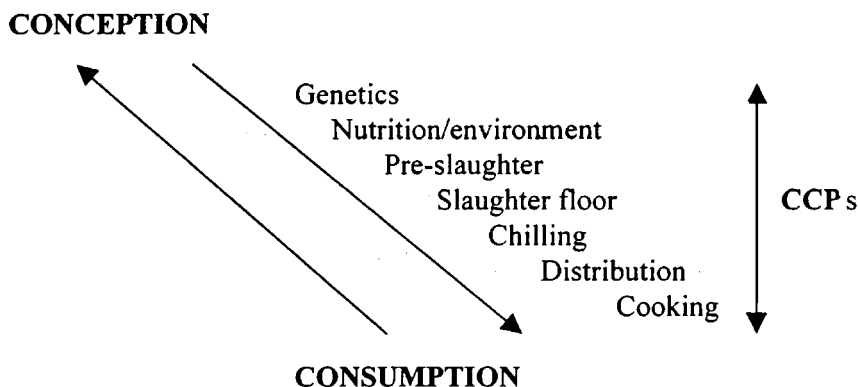 CONCEPTION
Genetics
Nutrition/environment
Pre-slaughter
Slaughter floor
CCPs
Chilling
Distribution
Cooking
CONSUMPTION